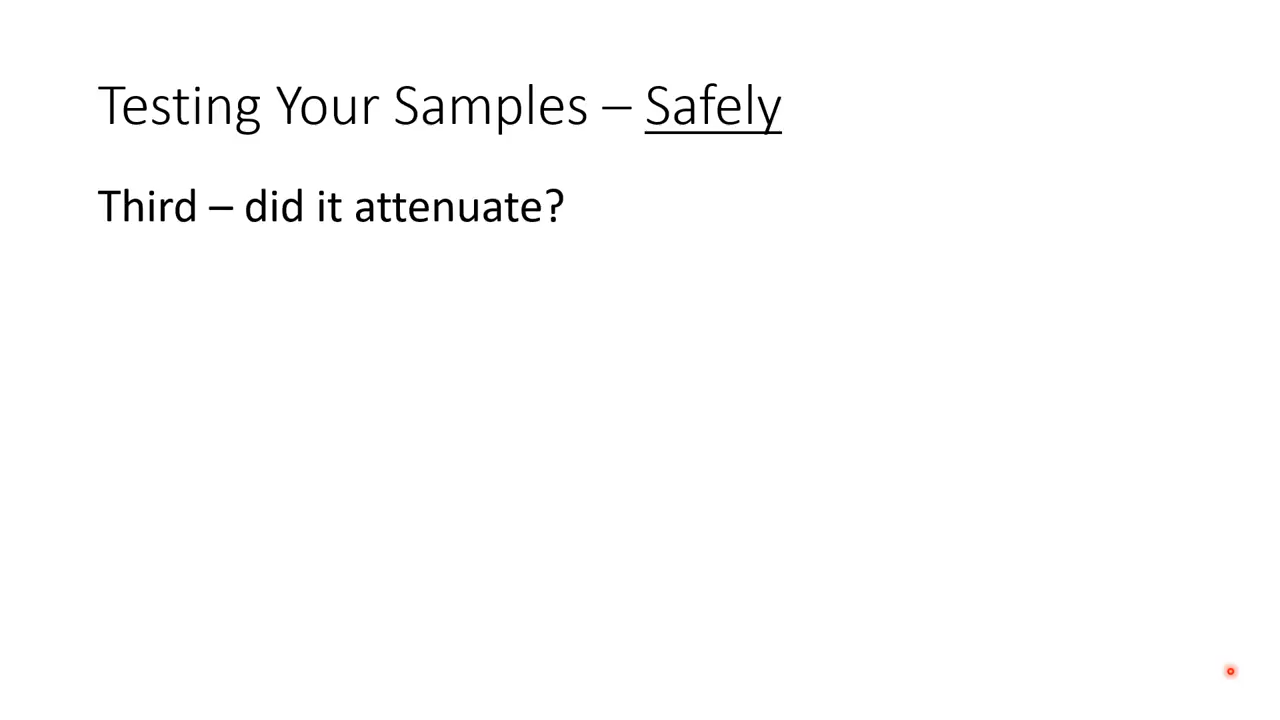 Testing Your Samples – Safely
Third – did it attenuate?